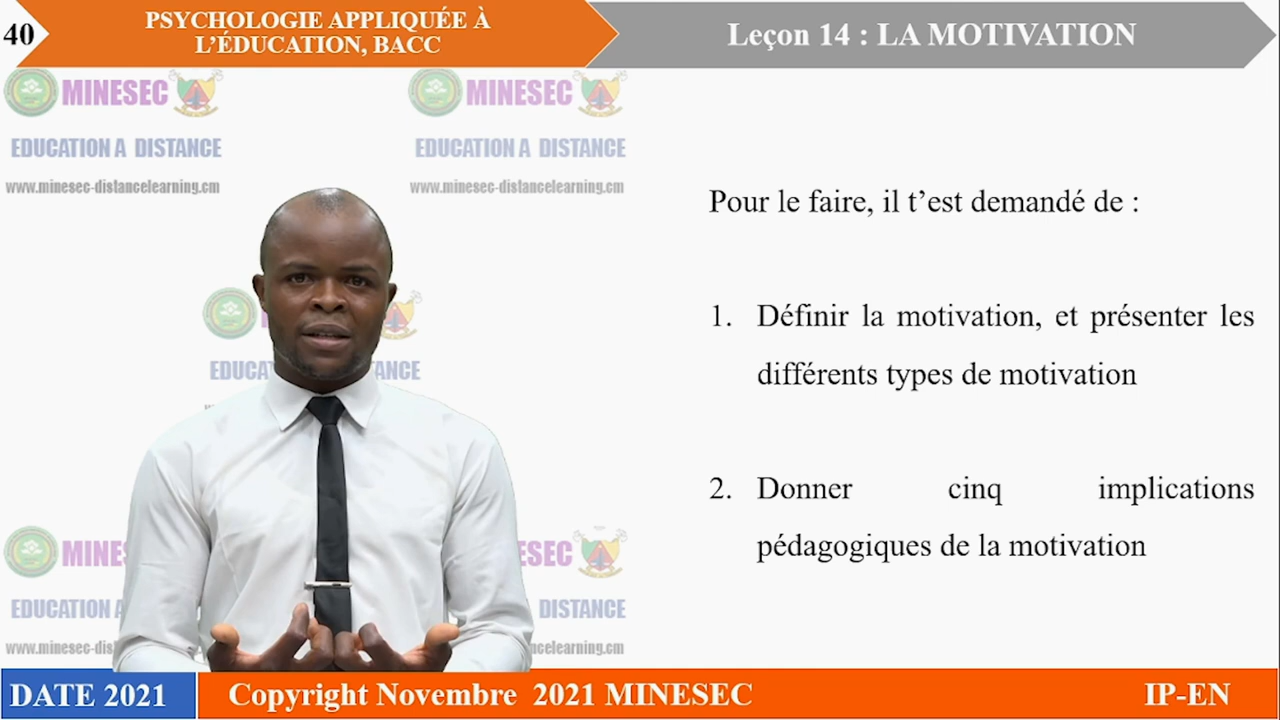 40
PSYCHOLOGIE APPLIQUÉE À
L’ÉDUCATION, BACC
Leçon 14 : LA MOTIVATION
MINESEC
MINESEC
EDUCATION A DISTANCE
EDUCATION A DISTANCE
www.minesec-distancelearning.cm
www.minesec-distancelearning.cm
Pour le faire, il t’est demandé de :
1. Définir la motivation, et présenter les
différents types de motivation
2. Donner cinq implications
pédagogiques de la motivation
DATE 2021
Copyright Novembre 2021 MINESEC
IP-EN